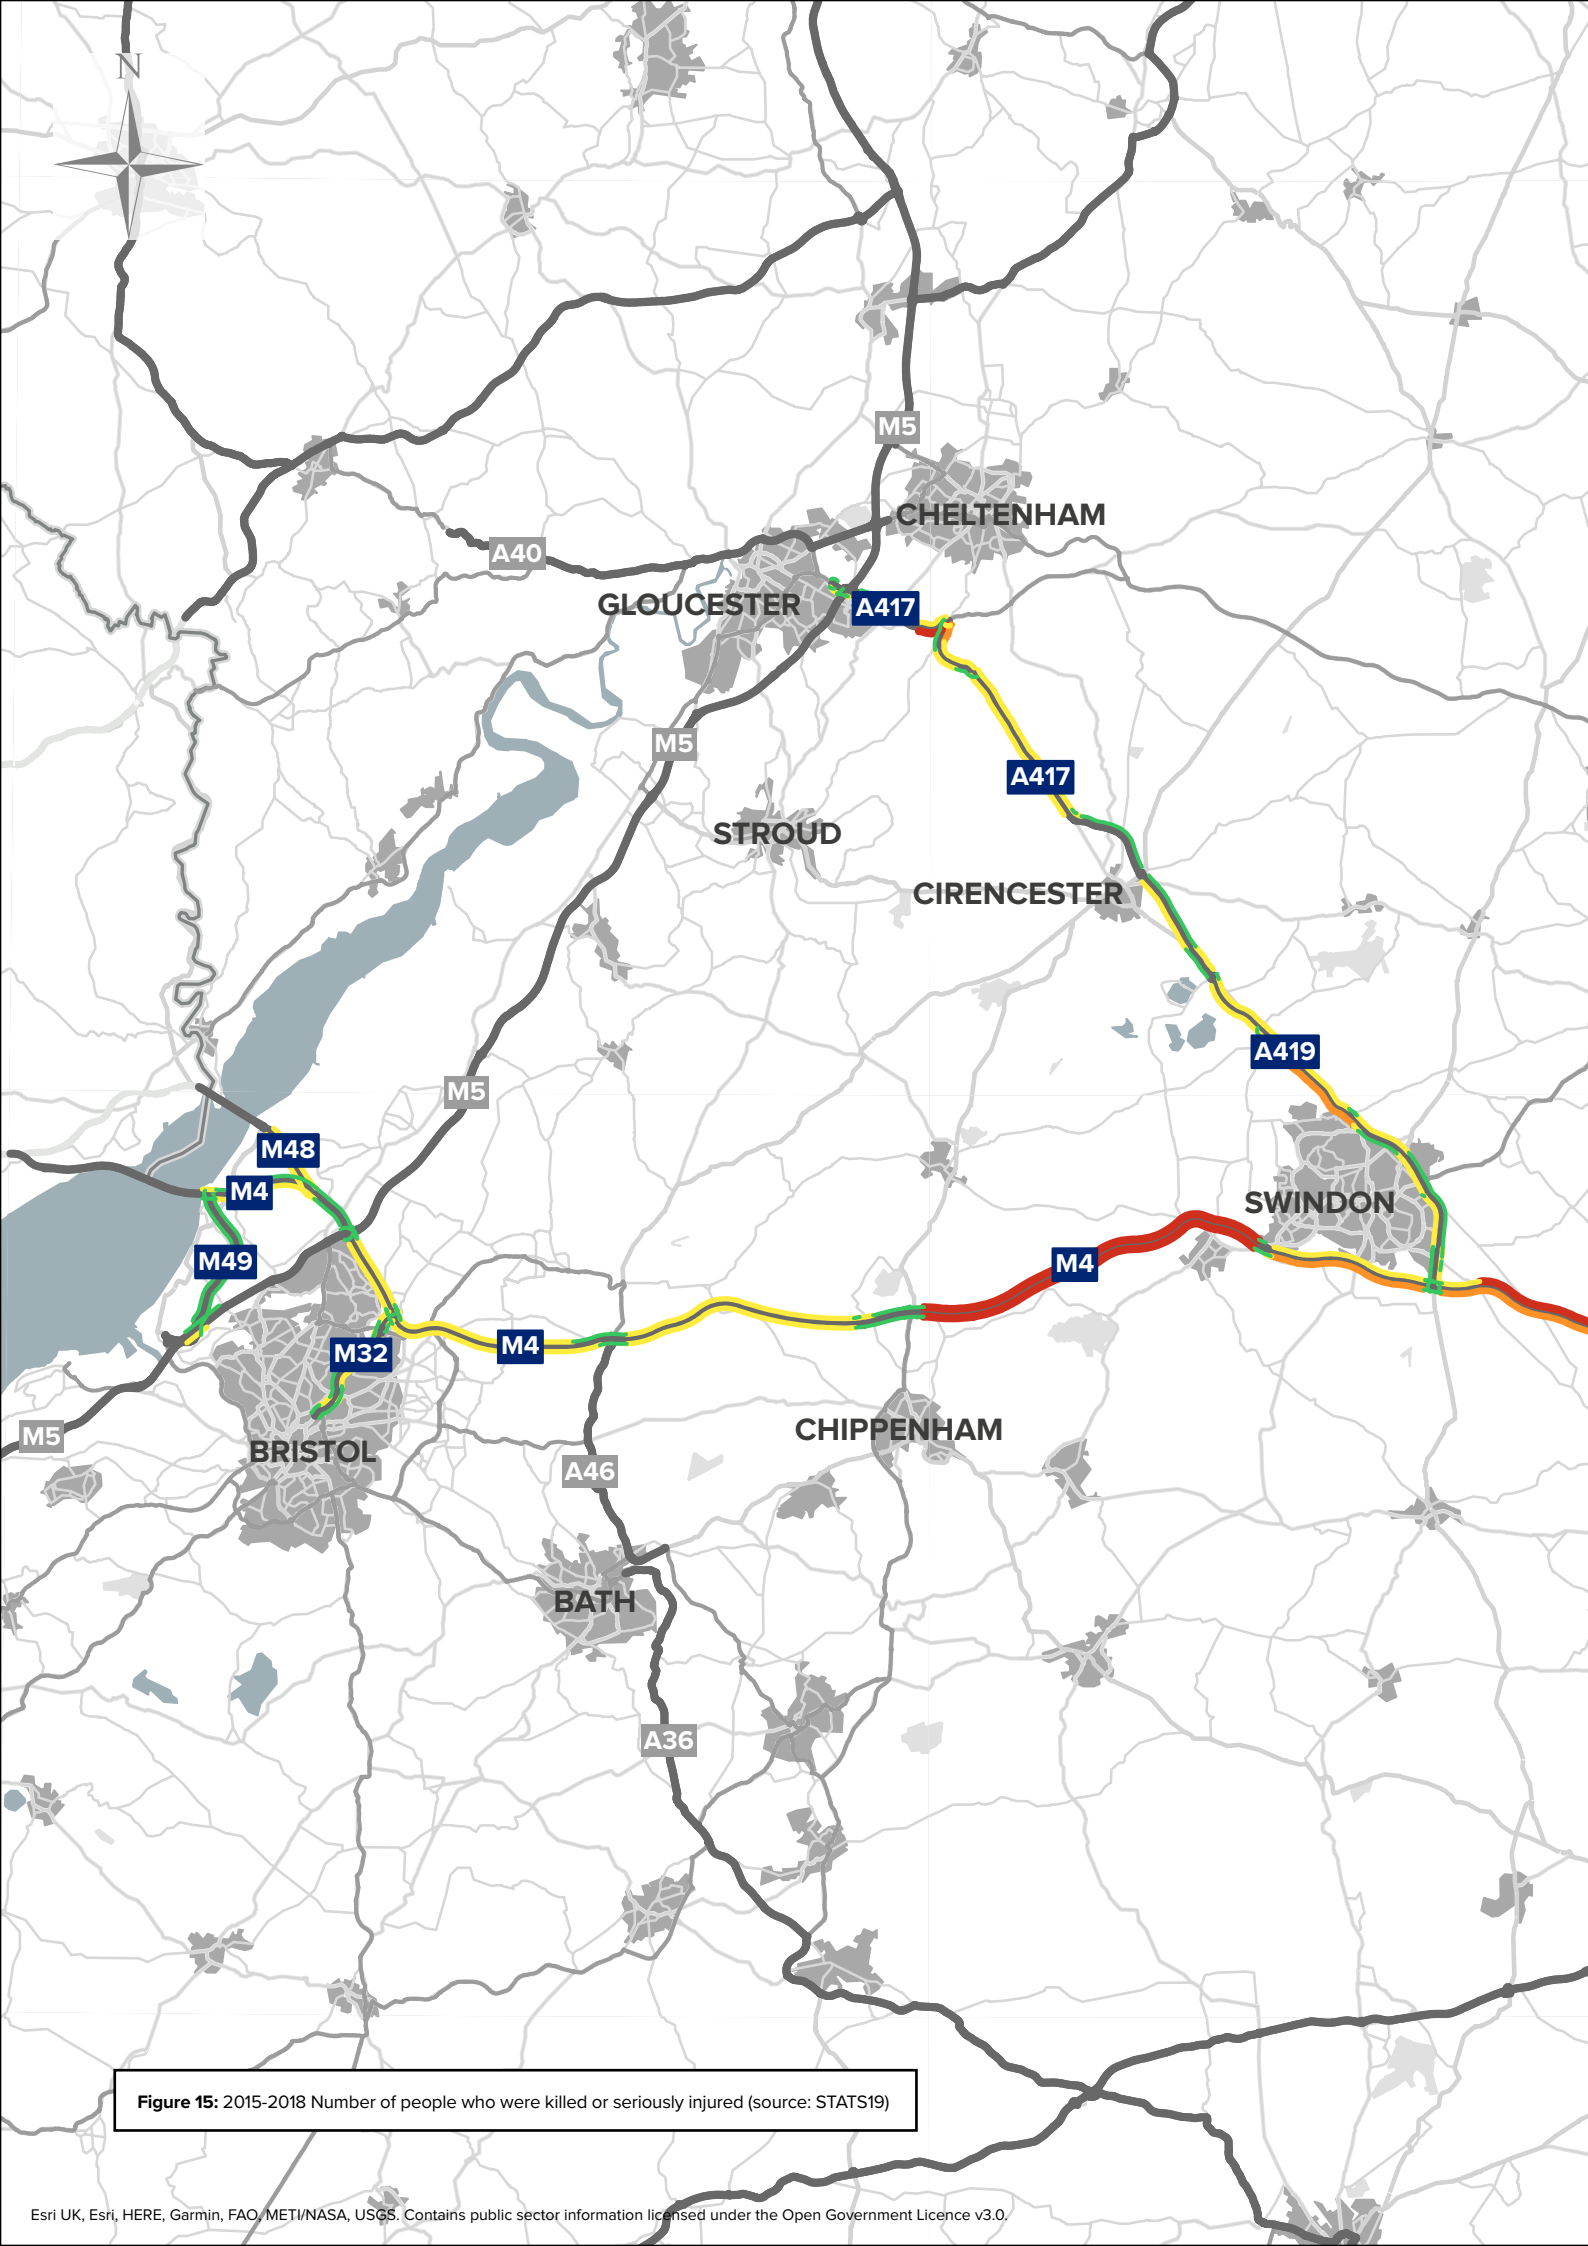 N
M5
CHELTENHAM
A40
GLOUCESTER
A417
M5
A417
STROUD
CIRENCESTER
A419
M5
M48
M4
SWINDON
M49
M4
M4
M32
CHIPPENHAM
M5
BRISTOL
A46
BATH
A36
Figure 15: 2015-2018 Number of people who were killed or seriously injured (source: STATS19)
Esri UK, Esri, HERE, Garmin, FAO, METI/NASA, USGS. Contains public sector information licensed under the Open Government Licence v3.0.